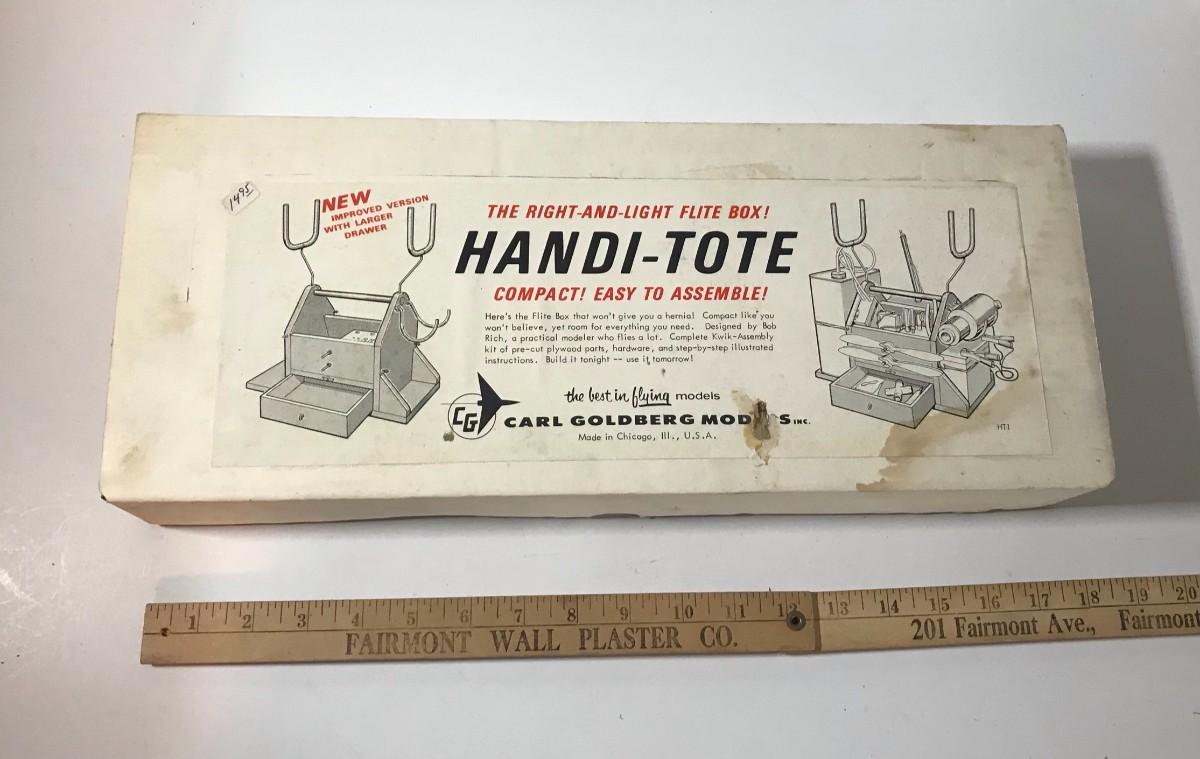 14.95
NEW
IMPROVED VERSION
WITH LARGER
DRAWER
THE RIGHT-AND-LIGHT FLITE BOX!
HANDI-TOTE
COMPACT! EASY TO ASSEMBLE!
Here's the Flite Box that won't give you a hernia! Compact like you
won't believe, yet room for everything you need. Designed by Bob
Rich, a practical modeler who flies a lot. Complete Kwik-Assembly
kit of pre-cut plywood parts, hardware, and step-by-step illustrated
instructions. Build it tonight -- use it tomorrow!
the best in flying models
CG
CARL GOLDBERG MOD S INC.
Made in Chicago, Ill., U.S.A.
HT-1
1 2 3 4 5 6 7 8 9 10 11 12 13 14 15 16 17 18 19 20
FAIRMONT WALL PLASTER CO.
201 Fairmont Ave., Fairmont